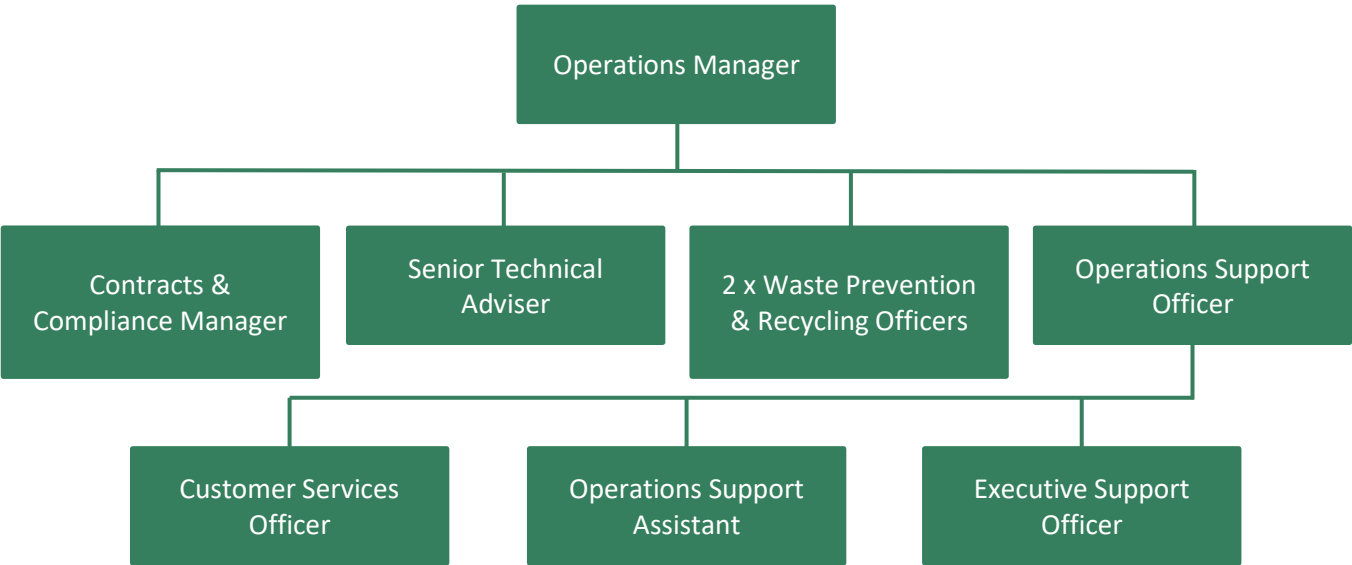 Operations Manager
Contracts &
Compliance Manager
Senior Technical
Adviser
2 x Waste Prevention
& Recycling Officers
Operations Support
Officer
Customer Services
Officer
Operations Support
Assistant
Executive Support
Officer